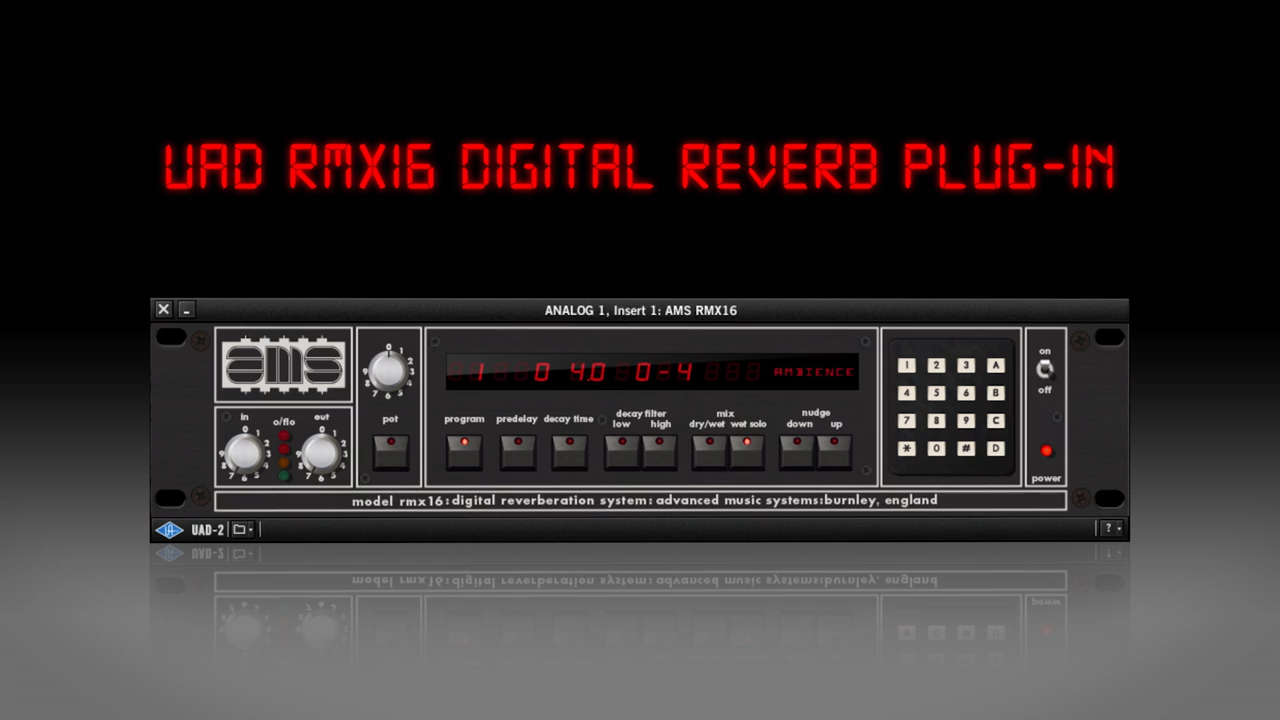 UAD RMX16 DIGITAL REVERB PLUG-IN
ANALOG 1, Insert 1: AMS RMX16
ams
in o/flo out
pot
1 0 4.0 0 -4 AMBIENCE
program predelay decay time decay filter low high mix dry/wet wet solo nudge down up
1 2 3 A
4 5 6 B
7 8 9 C
* 0 # D
on
off
power
model rmx16:digital reverberation system: advanced music systems:burnley, england
UAD-2
?